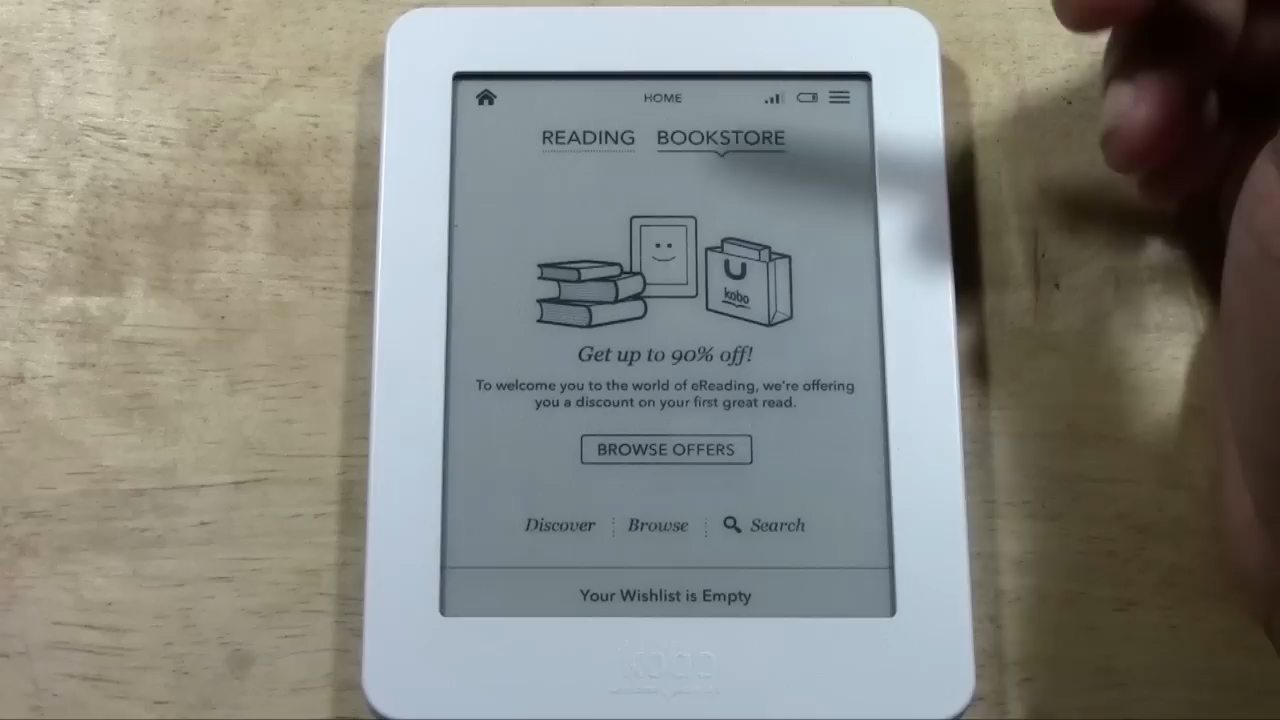 HOME
READING BOOKSTORE
kobo
Get up to 90% off!
To welcome you to the world of eReading, we're offering
you a discount on your first great read.
BROWSE OFFERS
Discover Browse Search
Your Wishlist is Empty
kobo